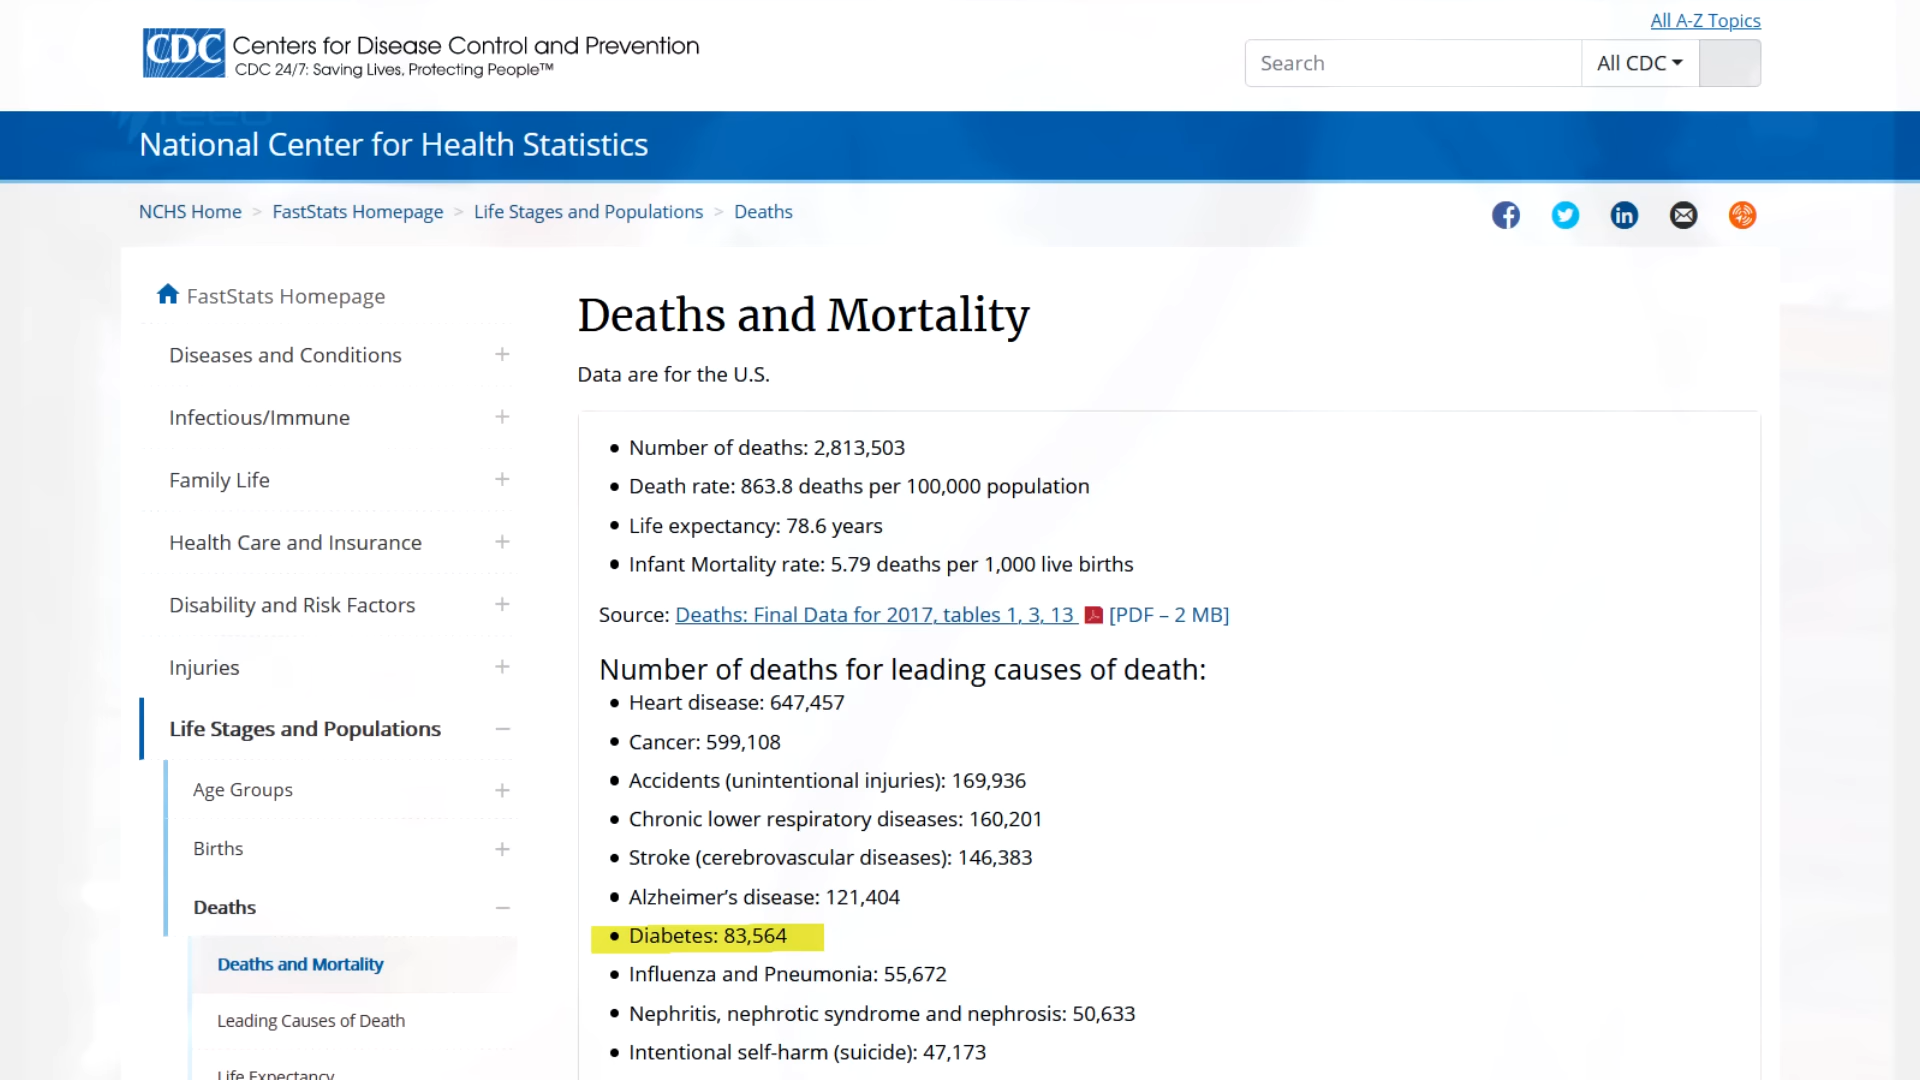 All A-Z Topics
CDC Centers for Disease Control and Prevention
CDC 24/7: Saving Lives, Protecting People™
Search
All CDC
National Center for Health Statistics
NCHS Home > FastStats Homepage > Life Stages and Populations > Deaths
FastStats Homepage
Diseases and Conditions +
Infectious/Immune +
Family Life +
Health Care and Insurance +
Disability and Risk Factors +
Injuries +
Life Stages and Populations −
Age Groups +
Births +
Deaths −
Deaths and Mortality
Leading Causes of Death
Life Expectancy
Deaths and Mortality
Data are for the U.S.
• Number of deaths: 2,813,503
• Death rate: 863.8 deaths per 100,000 population
• Life expectancy: 78.6 years
• Infant Mortality rate: 5.79 deaths per 1,000 live births
Source: Deaths: Final Data for 2017, tables 1, 3, 13 [PDF – 2 MB]
Number of deaths for leading causes of death:
• Heart disease: 647,457
• Cancer: 599,108
• Accidents (unintentional injuries): 169,936
• Chronic lower respiratory diseases: 160,201
• Stroke (cerebrovascular diseases): 146,383
• Alzheimer’s disease: 121,404
• Diabetes: 83,564
• Influenza and Pneumonia: 55,672
• Nephritis, nephrotic syndrome and nephrosis: 50,633
• Intentional self-harm (suicide): 47,173